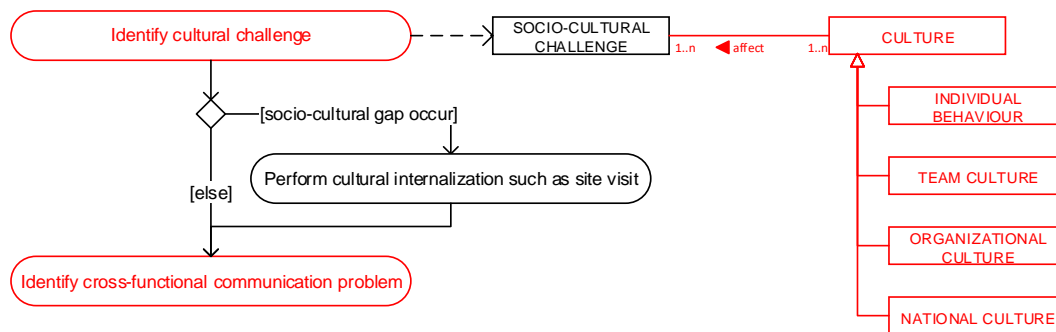 Identify cultural challenge
SOCIO-CULTURAL
CHALLENGE
1..n
affect
1..n
CULTURE
[socio-cultural gap occur]
INDIVIDUAL
BEHAVIOUR
Perform cultural internalization such as site visit
TEAM CULTURE
[else]
ORGANIZATIONAL
CULTURE
Identify cross-functional communication problem
NATIONAL CULTURE